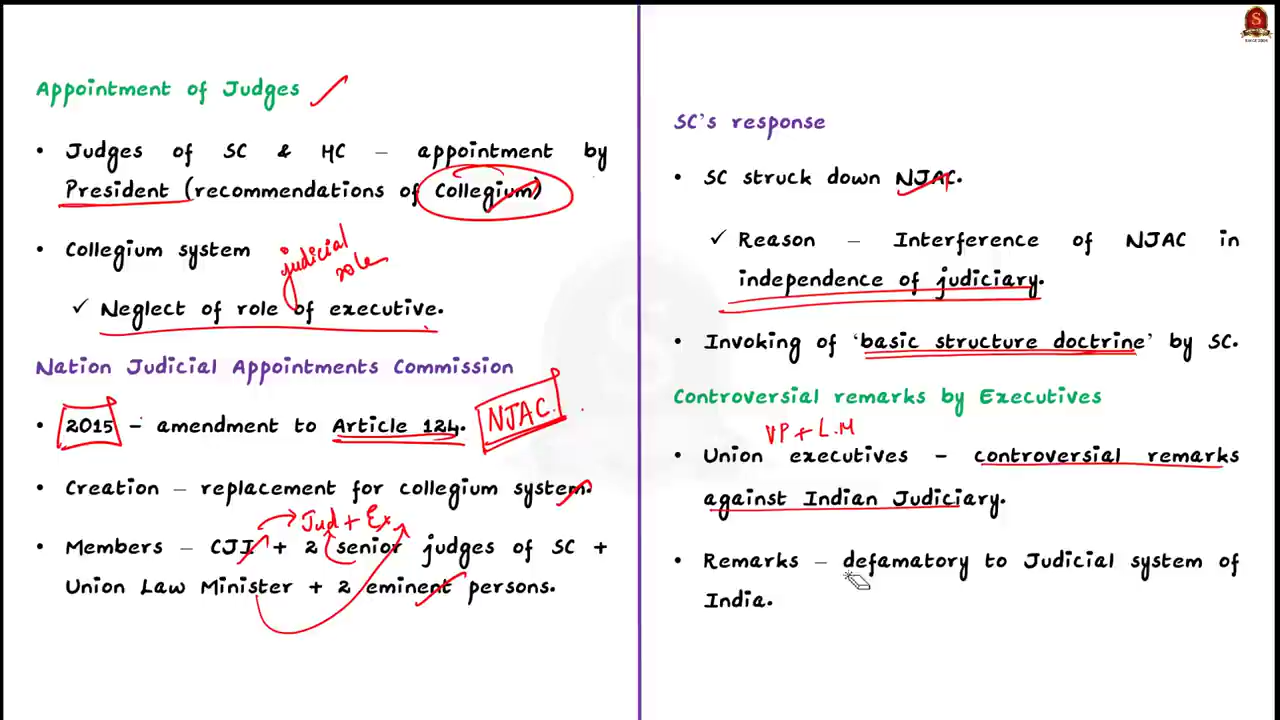 Appointment of Judges
• Judges of SC & HC – appointment by
President (recommendations of Collegium)
• Collegium system
judicial
role
✓ Neglect of role of executive.
Nation Judicial Appointments Commission
• 2015 – amendment to Article 124.
NJAC
• Creation – replacement for collegium system.
Jud + Ex
• Members – CJI + 2 senior judges of SC +
Union Law Minister + 2 eminent persons.
S
SINCE 2004
SC's response
• SC struck down NJAC.
✓ Reason – Interference of NJAC in
independence of judiciary.
• Invoking of 'basic structure doctrine' by SC.
Controversial remarks by Executives
VP + L.M
• Union executives – controversial remarks
against Indian Judiciary.
• Remarks – defamatory to Judicial system of
India.